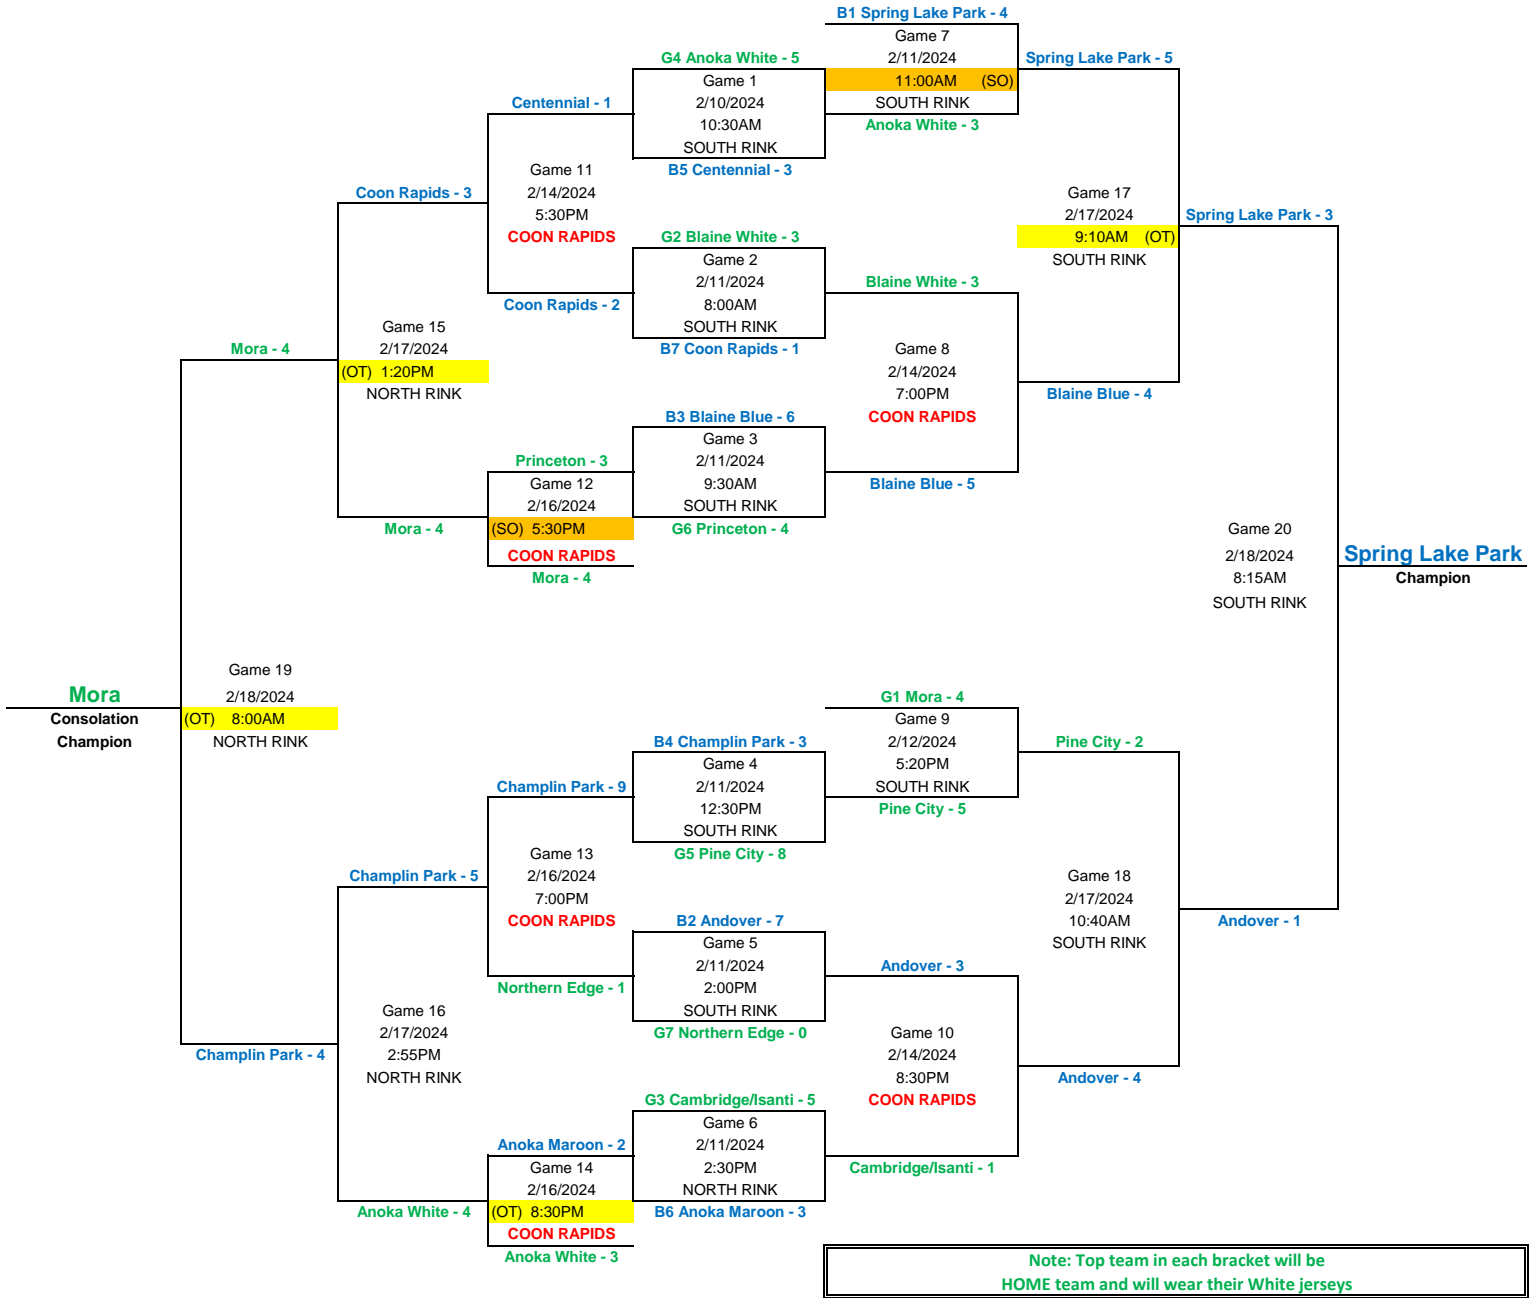 B1 Spring Lake Park - 4
Game 7
2/11/2024
11:00AM (SO)
SOUTH RINK
Anoka White - 3
Spring Lake Park - 5
G4 Anoka White - 5
Game 1
2/10/2024
10:30AM
SOUTH RINK
B5 Centennial - 3
Centennial - 1
Game 11
2/14/2024
5:30PM
COON RAPIDS
Coon Rapids - 2
Coon Rapids - 3
G2 Blaine White - 3
Game 2
2/11/2024
8:00AM
SOUTH RINK
B7 Coon Rapids - 1
Game 17
2/17/2024
9:10AM (OT)
SOUTH RINK
Spring Lake Park - 3
Blaine White - 3
Game 8
2/14/2024
7:00PM
COON RAPIDS
Blaine Blue - 5
Blaine Blue - 4
Mora - 4
Game 15
2/17/2024
(OT) 1:20PM
NORTH RINK
B3 Blaine Blue - 6
Game 3
2/11/2024
9:30AM
SOUTH RINK
G6 Princeton - 4
Princeton - 3
Game 12
2/16/2024
(SO) 5:30PM
COON RAPIDS
Mora - 4
Mora - 4
Game 20
2/18/2024
8:15AM
SOUTH RINK
Spring Lake Park
Champion
Game 19
2/18/2024
(OT) 8:00AM
NORTH RINK
Mora
Consolation
Champion
G1 Mora - 4
Game 9
2/12/2024
5:20PM
SOUTH RINK
Pine City - 5
Pine City - 2
B4 Champlin Park - 3
Game 4
2/11/2024
12:30PM
SOUTH RINK
G5 Pine City - 8
Champlin Park - 9
Game 13
2/16/2024
7:00PM
COON RAPIDS
Northern Edge - 1
Champlin Park - 5
B2 Andover - 7
Game 5
2/11/2024
2:00PM
SOUTH RINK
G7 Northern Edge - 0
Game 18
2/17/2024
10:40AM
SOUTH RINK
Andover - 1
Andover - 3
Game 10
2/14/2024
8:30PM
COON RAPIDS
Cambridge/Isanti - 1
Andover - 4
Game 16
2/17/2024
2:55PM
NORTH RINK
Champlin Park - 4
G3 Cambridge/Isanti - 5
Game 6
2/11/2024
2:30PM
NORTH RINK
B6 Anoka Maroon - 3
Anoka Maroon - 2
Game 14
2/16/2024
(OT) 8:30PM
COON RAPIDS
Anoka White - 3
Anoka White - 4
Note: Top team in each bracket will be
HOME team and will wear their White jerseys